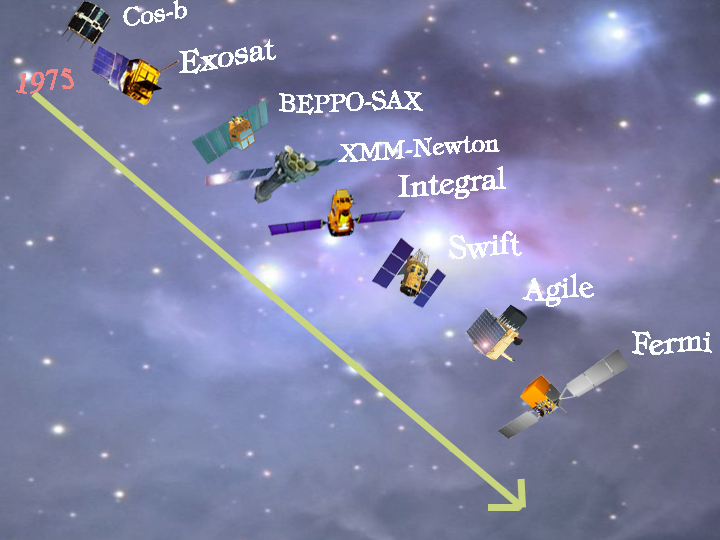 Cos-b
Exosat
1975
BEPPO-SAX
XMM-Newton
Integral
Swift
Agile
Fermi